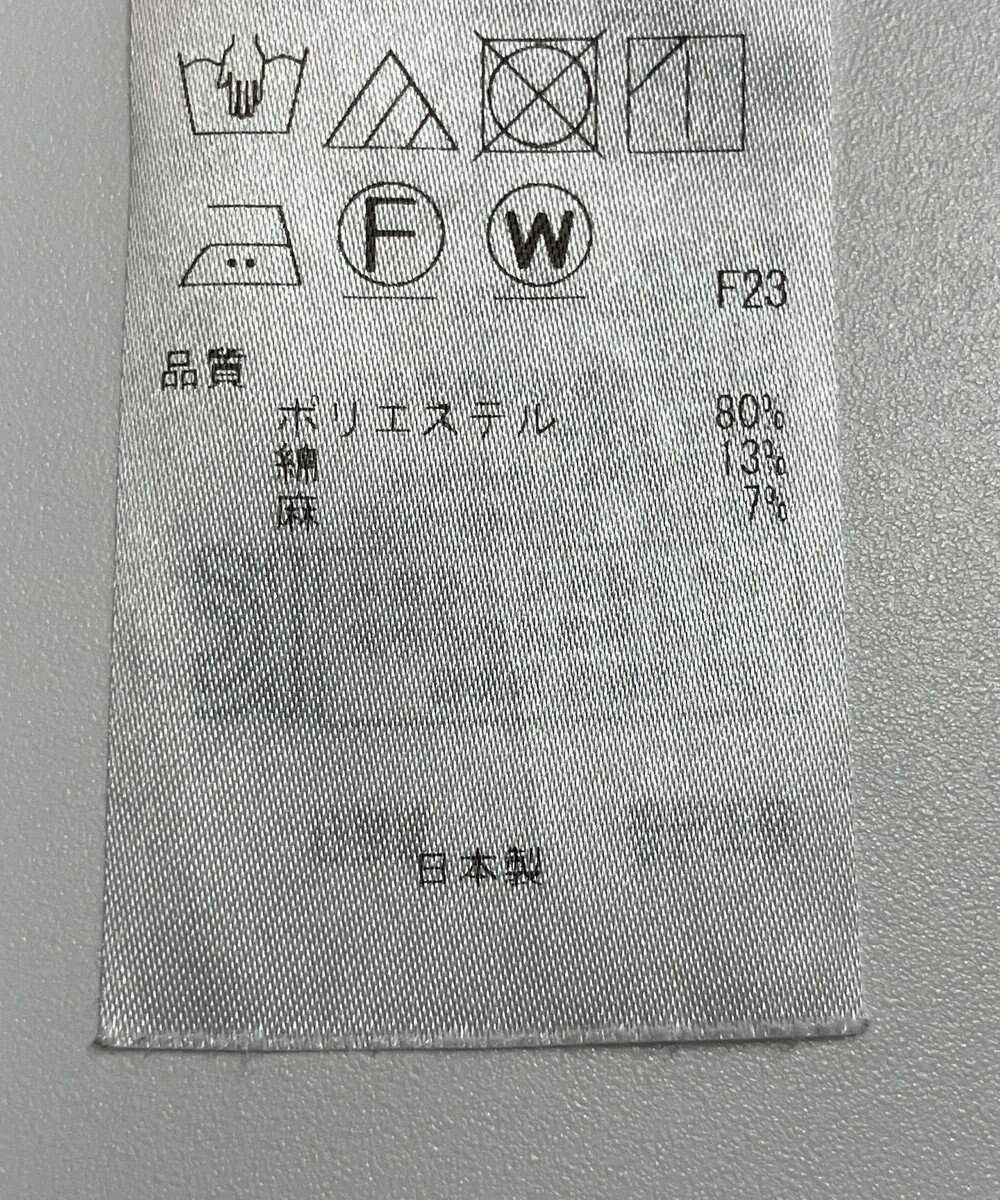 F W
F23
品質
ポリエステル 80%
綿 13%
麻 7%
日本製